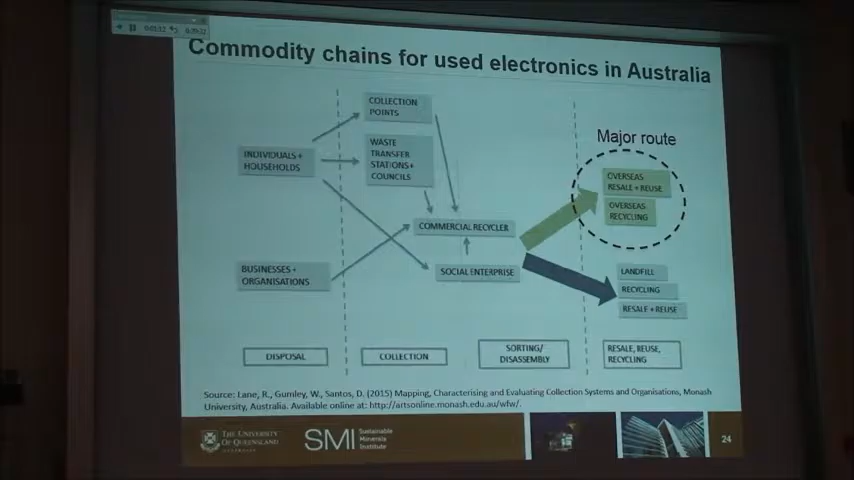 Commodity chains for used electronics in Australia
COLLECTION
POINTS
WASTE
TRANSFER
STATIONS+
COUNCILS
INDIVIDUALS +
HOUSEHOLDS
Major route
OVERSEAS
RESALE + REUSE
OVERSEAS
RECYCLING
COMMERCIAL RECYCLER
BUSINESSES +
ORGANISATIONS
SOCIAL ENTERPRISE
LANDFILL
RECYCLING
RESALE + REUSE
DISPOSAL
COLLECTION
SORTING/
DISASSEMBLY
RESALE, REUSE,
RECYCLING
Source: Lane, R., Gumley, W., Santos, D. (2015) Mapping, Characterising and Evaluating Collection Systems and Organisations, Monash
University, Australia. Available online at: http://artsonline.monash.edu.au/wfw/.
THE UNIVERSITY
OF QUEENSLAND
SMI
Sustainable
Minerals
Institute
24